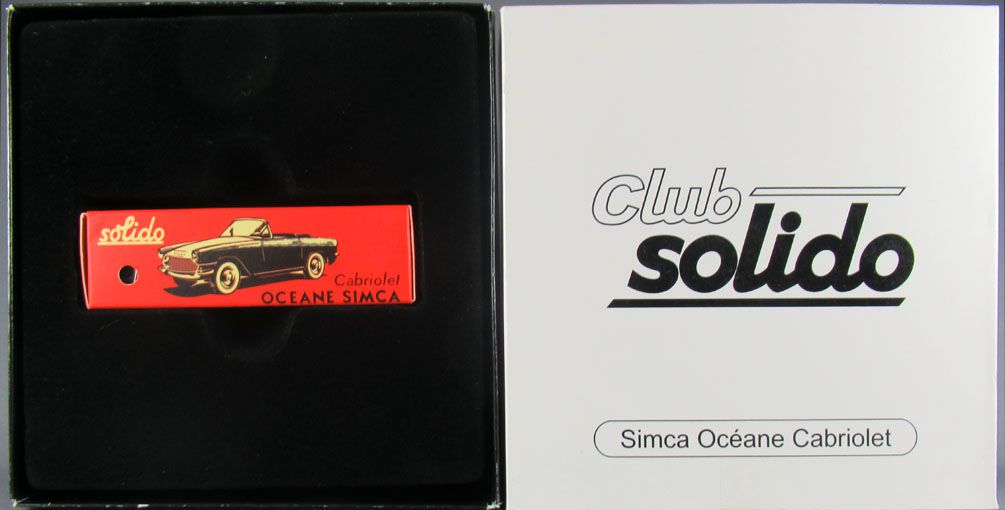 solido
Cabriolet
OCEANE SIMCA
Club
solido
Simca Océane Cabriolet